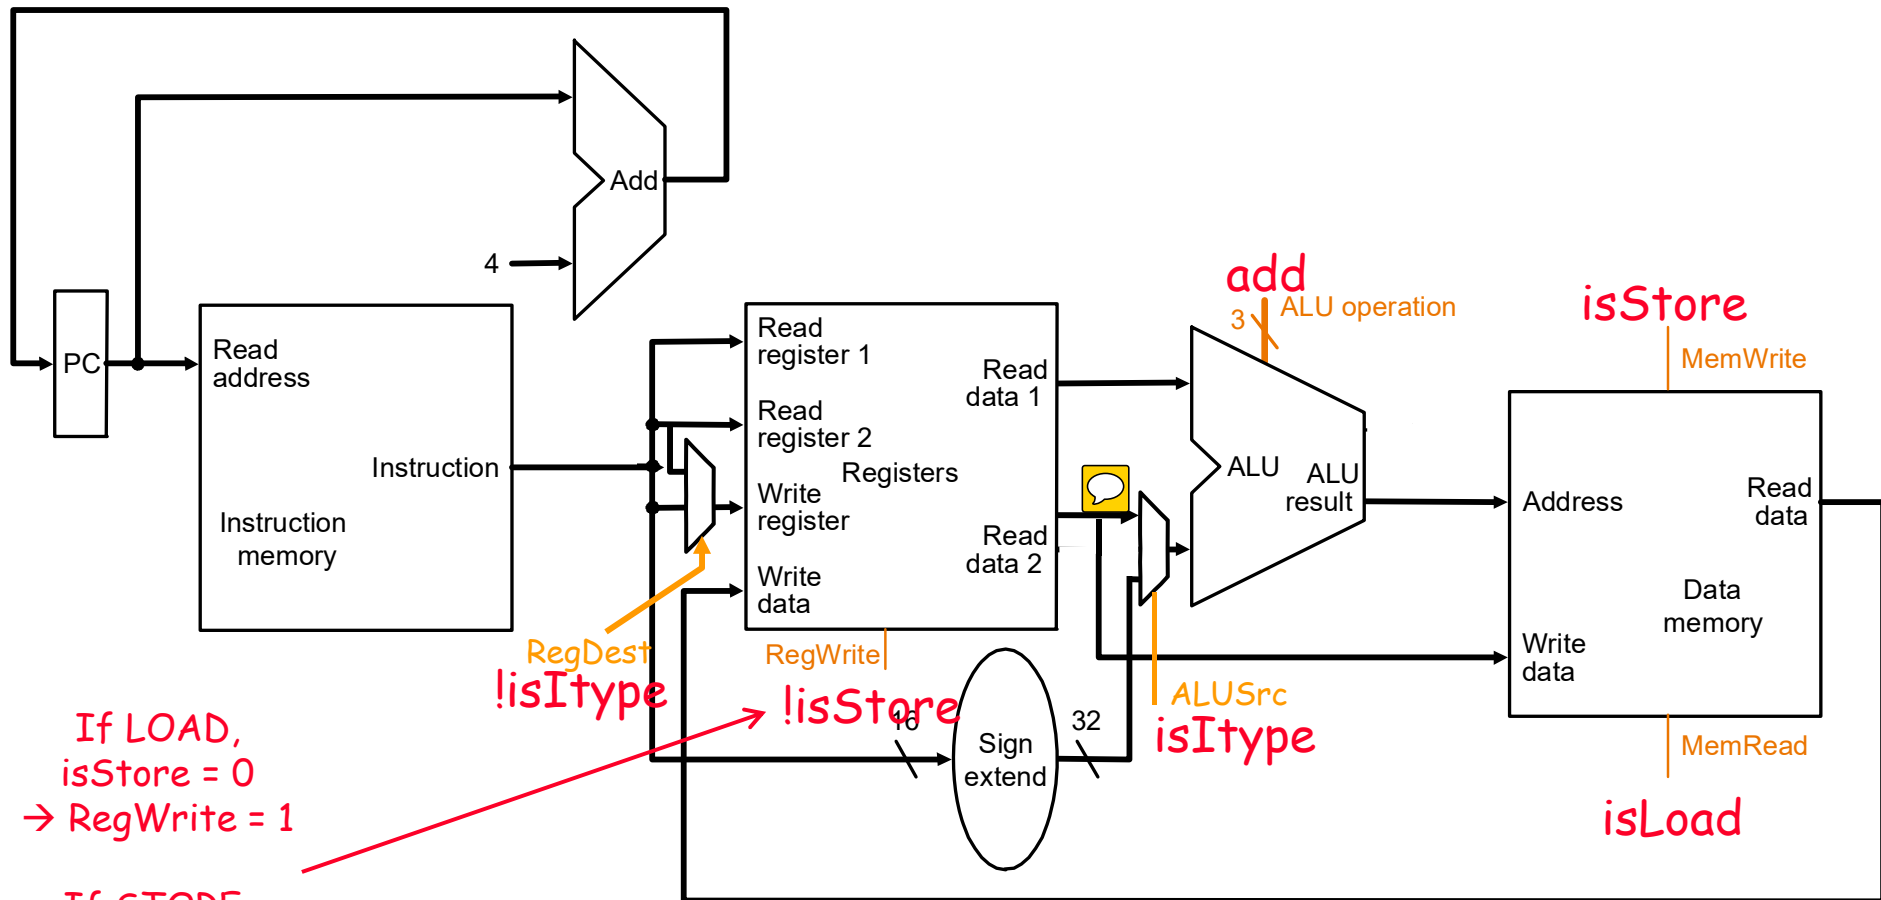 Add
4
PC
Read
address
Instruction
Instruction
memory
Read
register 1
Read
register 2
Registers
Write
register
Write
data
Read
data 1
Read
data 2
RegDest
!isItype
RegWrite
!isStore
16
Sign
extend
32
add
3
ALU operation
ALU
ALU
result
ALUSrc
isItype
isStore
MemWrite
Address
Read
data
Data
memory
Write
data
MemRead
isLoad
If LOAD,
isStore = 0
→ RegWrite = 1
If STORE